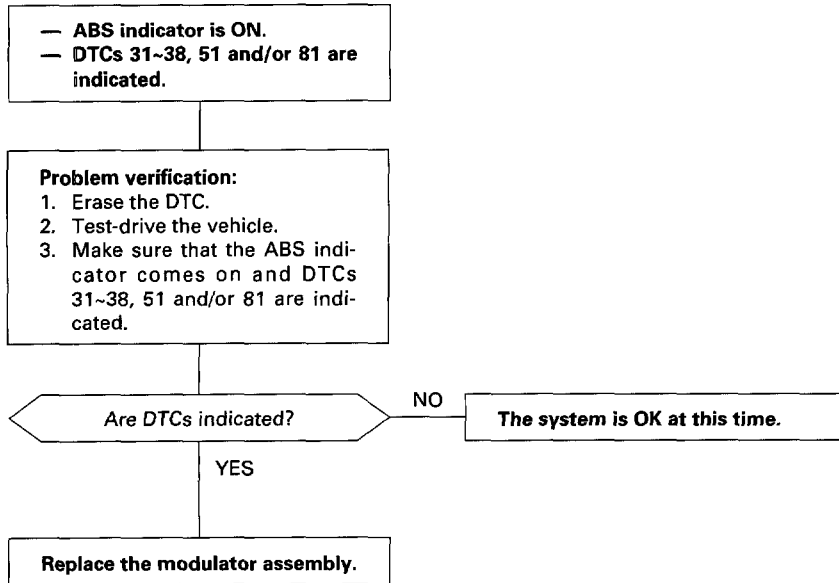 — ABS indicator is ON.
— DTCs 31~38, 51 and/or 81 are
indicated.
Problem verification:
1. Erase the DTC.
2. Test-drive the vehicle.
3. Make sure that the ABS indi-
cator comes on and DTCs
31~38, 51 and/or 81 are indi-
cated.
Are DTCs indicated?
NO
The system is OK at this time.
YES
Replace the modulator assembly.